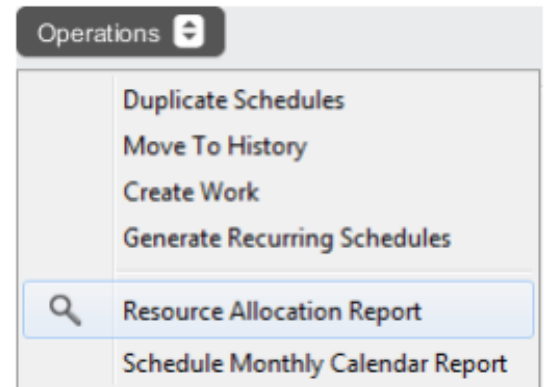 Operations
Duplicate Schedules
Move To History
Create Work
Generate Recurring Schedules
Resource Allocation Report
Schedule Monthly Calendar Report